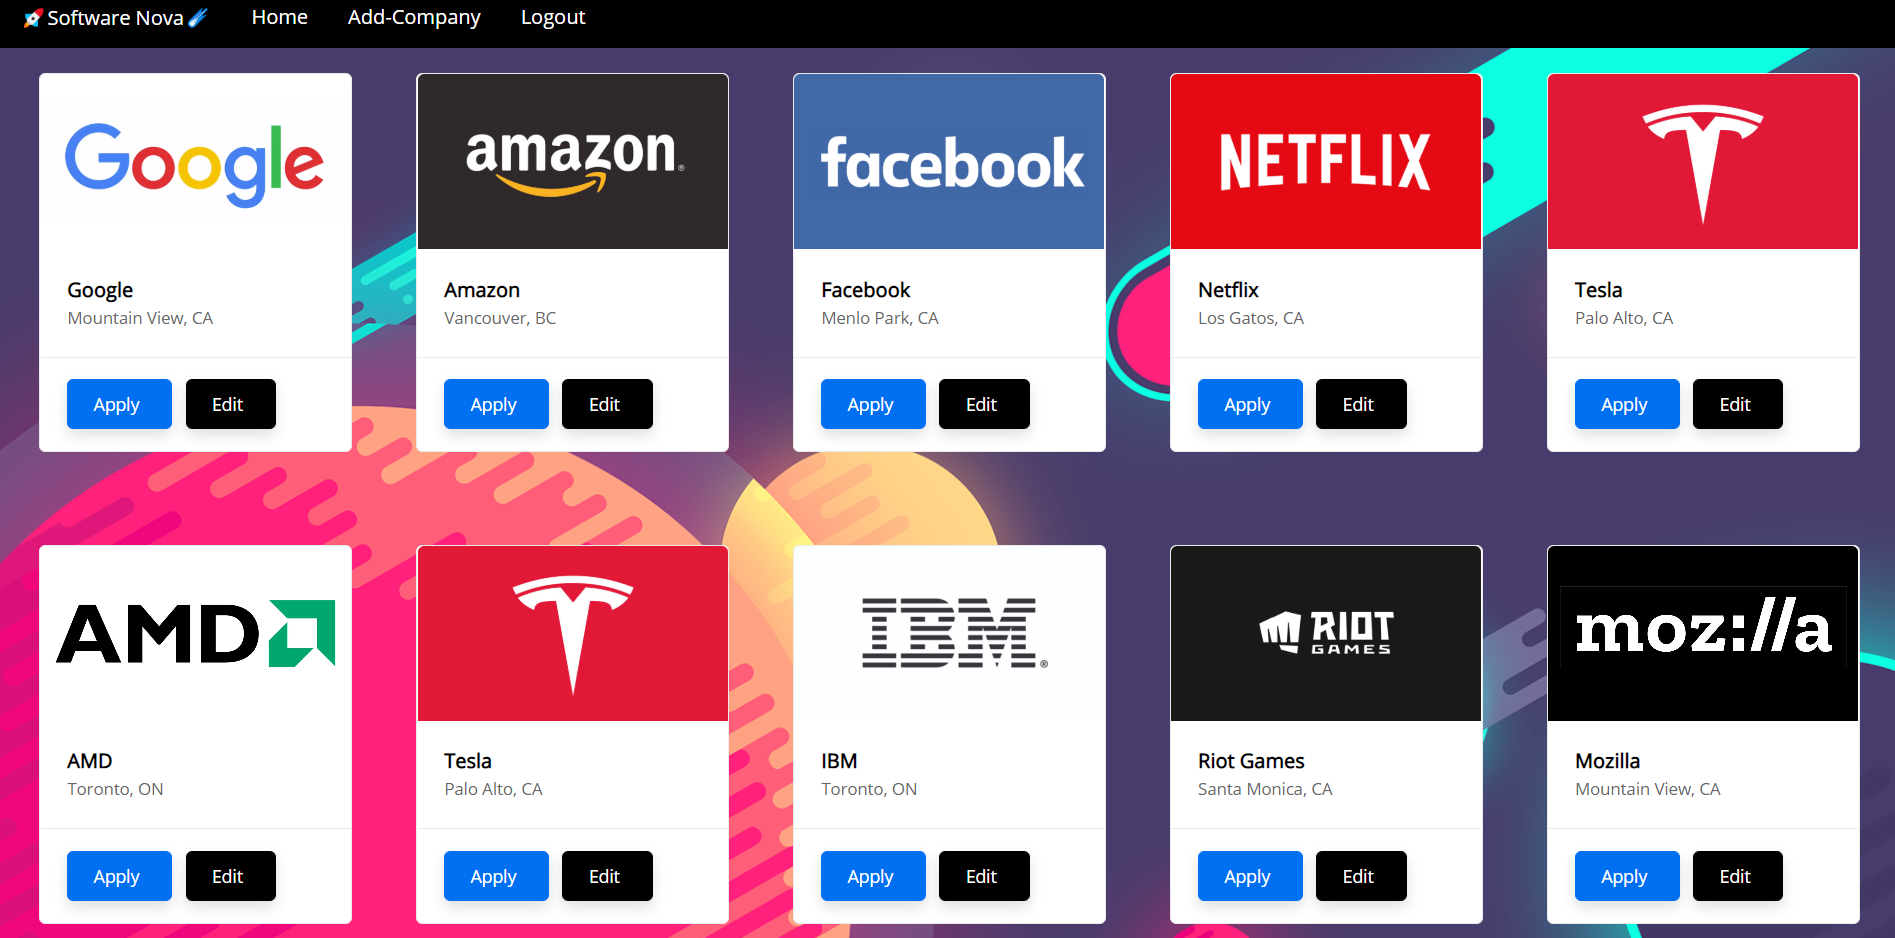 Software Nova Home Add-Company Logout
Google amazon® facebook NETFLIX
Google Amazon Facebook Netflix Tesla
Mountain View, CA Vancouver, BC Menlo Park, CA Los Gatos, CA Palo Alto, CA
Apply Edit Apply Edit Apply Edit Apply Edit Apply Edit
AMD IBM® RIOT GAMES moz://a
AMD Tesla IBM Riot Games Mozilla
Toronto, ON Palo Alto, CA Toronto, ON Santa Monica, CA Mountain View, CA
Apply Edit Apply Edit Apply Edit Apply Edit Apply Edit